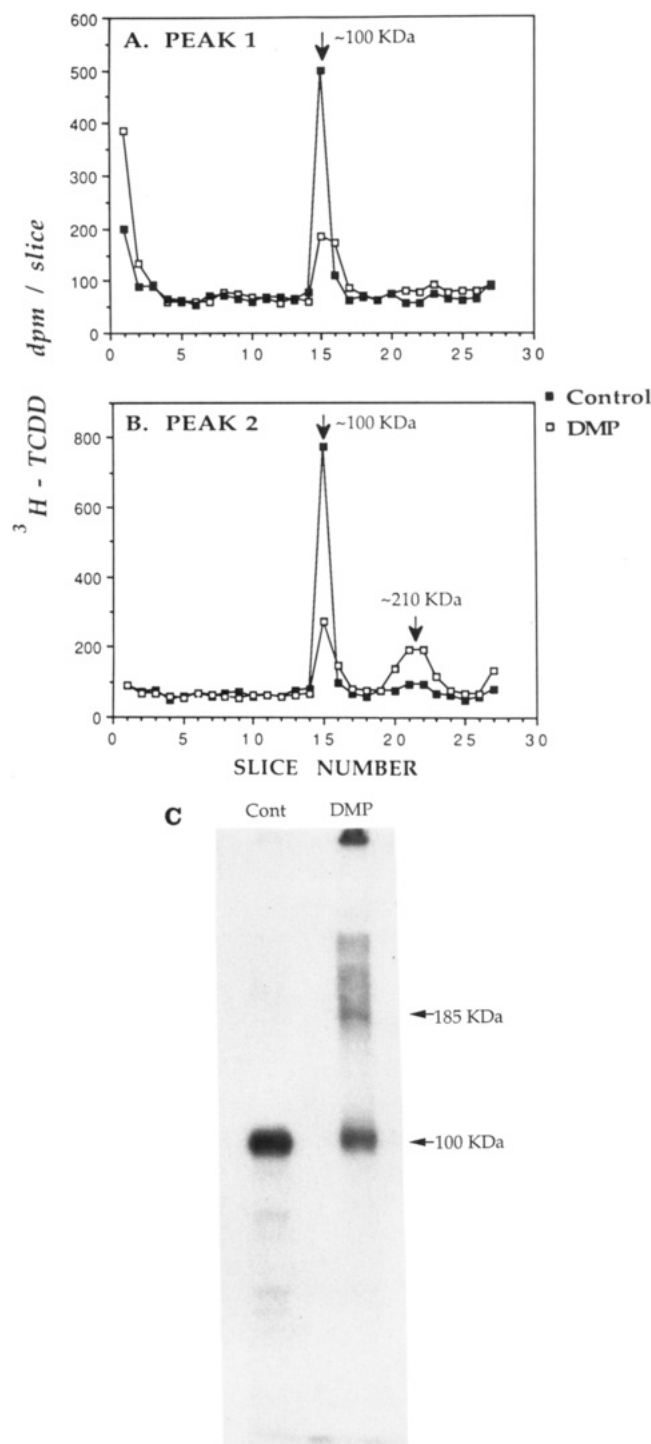 A. PEAK 1
~100 KDa
600
500
400
300
200
100
0
0 5 10 15 20 25 30
dpm / slice
³H - TCDD
B. PEAK 2
~100 KDa
~210 KDa
800
600
400
200
0
0 5 10 15 20 25 30
SLICE NUMBER
Control
DMP
C
Cont DMP
185 KDa
100 KDa